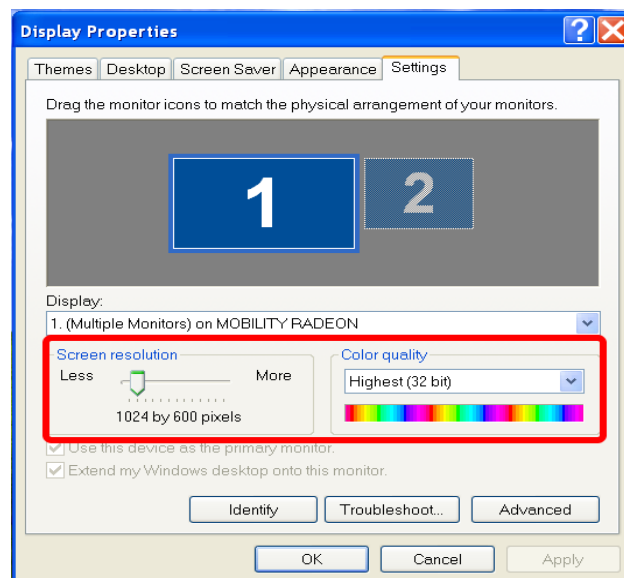 Display Properties
Themes Desktop Screen Saver Appearance Settings
Drag the monitor icons to match the physical arrangement of your monitors.
1 2
Display:
1. (Multiple Monitors) on MOBILITY RADEON
Screen resolution
Less More
1024 by 600 pixels
Color quality
Highest (32 bit)
Use this device as the primary monitor.
Extend my Windows desktop onto this monitor.
Identify Troubleshoot... Advanced
OK Cancel Apply